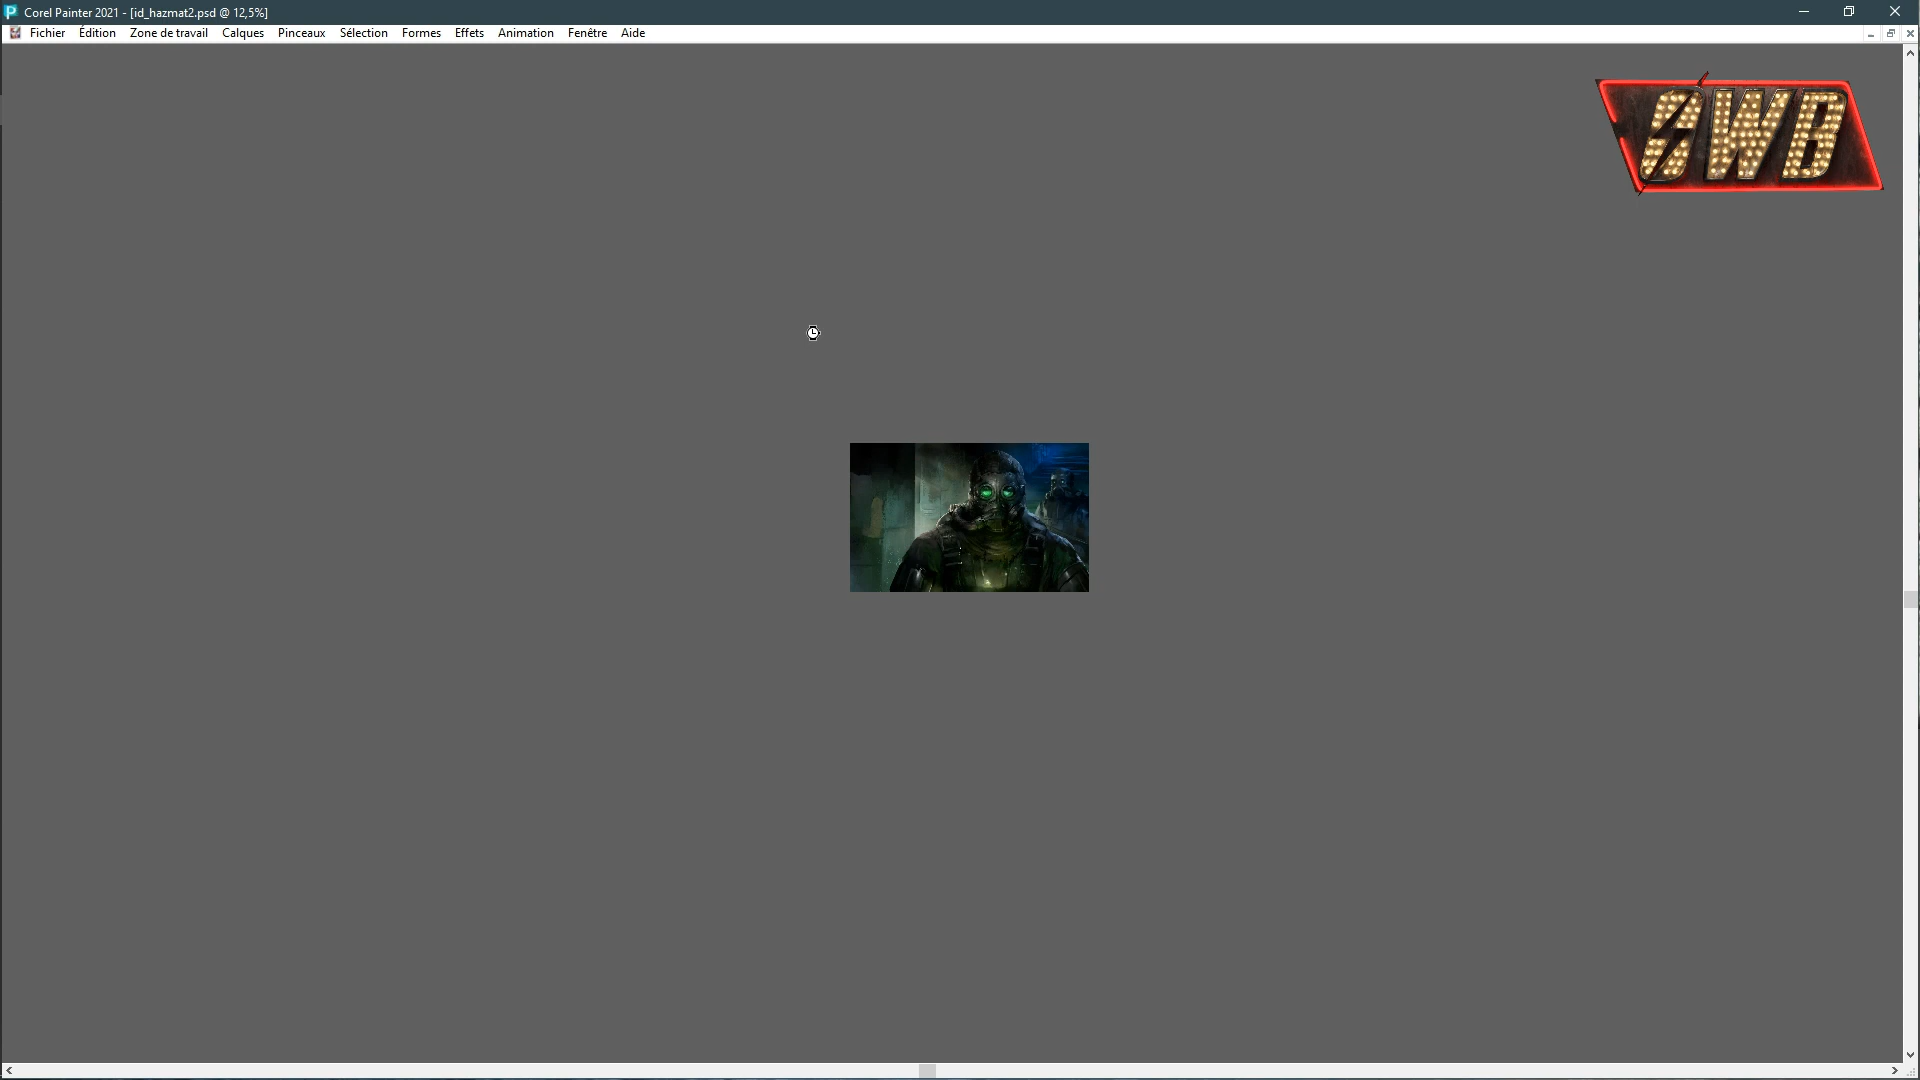 Corel Painter 2021 - [id_hazmat2.psd @ 12,5%]
Fichier Édition Zone de travail Calques Pinceaux Sélection Formes Effets Animation Fenêtre Aide
CWB